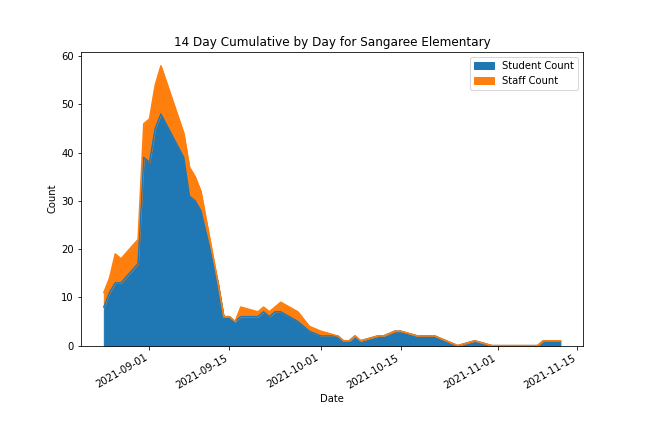 14 Day Cumulative by Day for Sangaree Elementary
Student Count
Staff Count
60
50
40
30
20
10
0
Count
2021-09-01
2021-09-15
2021-10-01
2021-10-15
2021-11-01
2021-11-15
Date